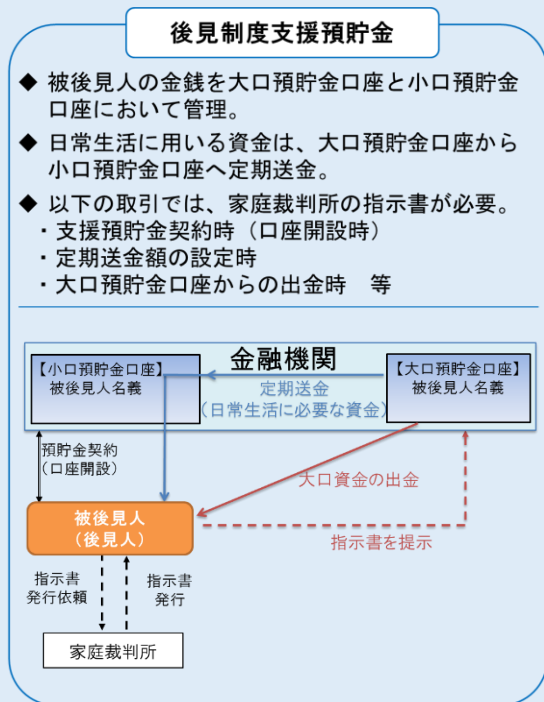 後見制度支援預貯金
◆ 被後見人の金銭を大口預貯金口座と小口預貯金
口座において管理。
◆ 日常生活に用いる資金は、大口預貯金口座から
小口預貯金口座へ定期送金。
◆ 以下の取引では、家庭裁判所の指示書が必要。
・支援預貯金契約時（口座開設時）
・定期送金額の設定時
・大口預貯金口座からの出金時　等
金融機関
【小口預貯金口座】
被後見人名義
定期送金
（日常生活に必要な資金）
【大口預貯金口座】
被後見人名義
預貯金契約
（口座開設）
大口資金の出金
被後見人
（後見人）
指示書を提示
指示書
発行依頼
指示書
発行
家庭裁判所